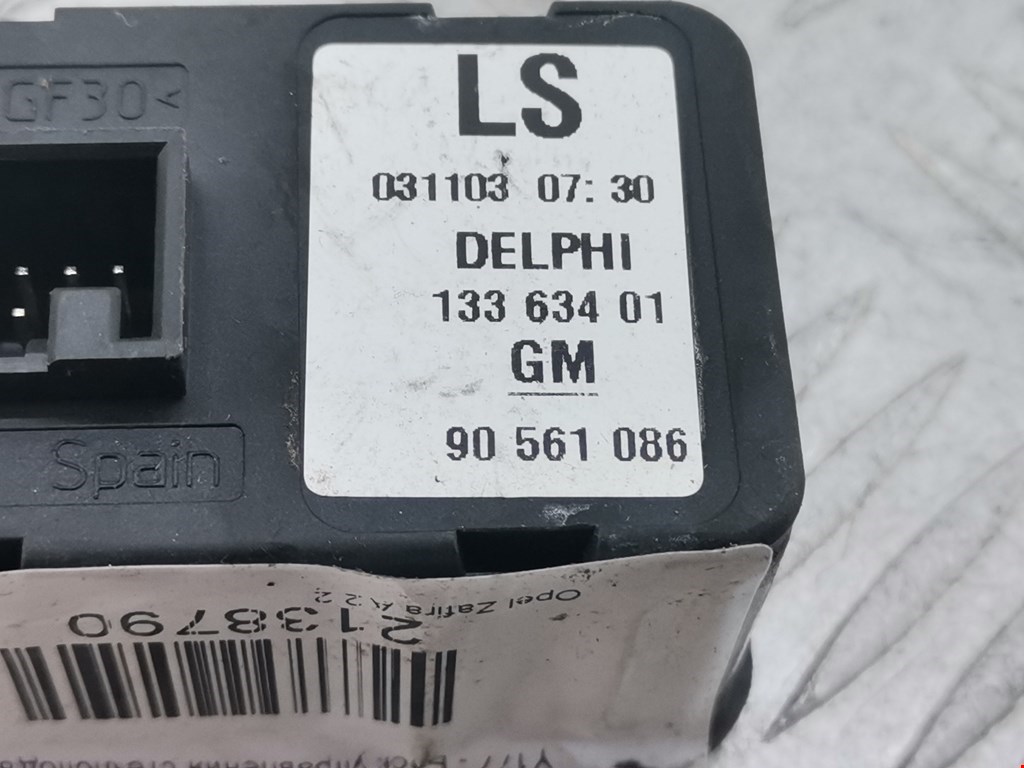 GF30<
LS
031103 07:30
DELPHI
133 634 01
GM
90 561 086
Spain
Opel Zafira A 2.2
2138790
управления